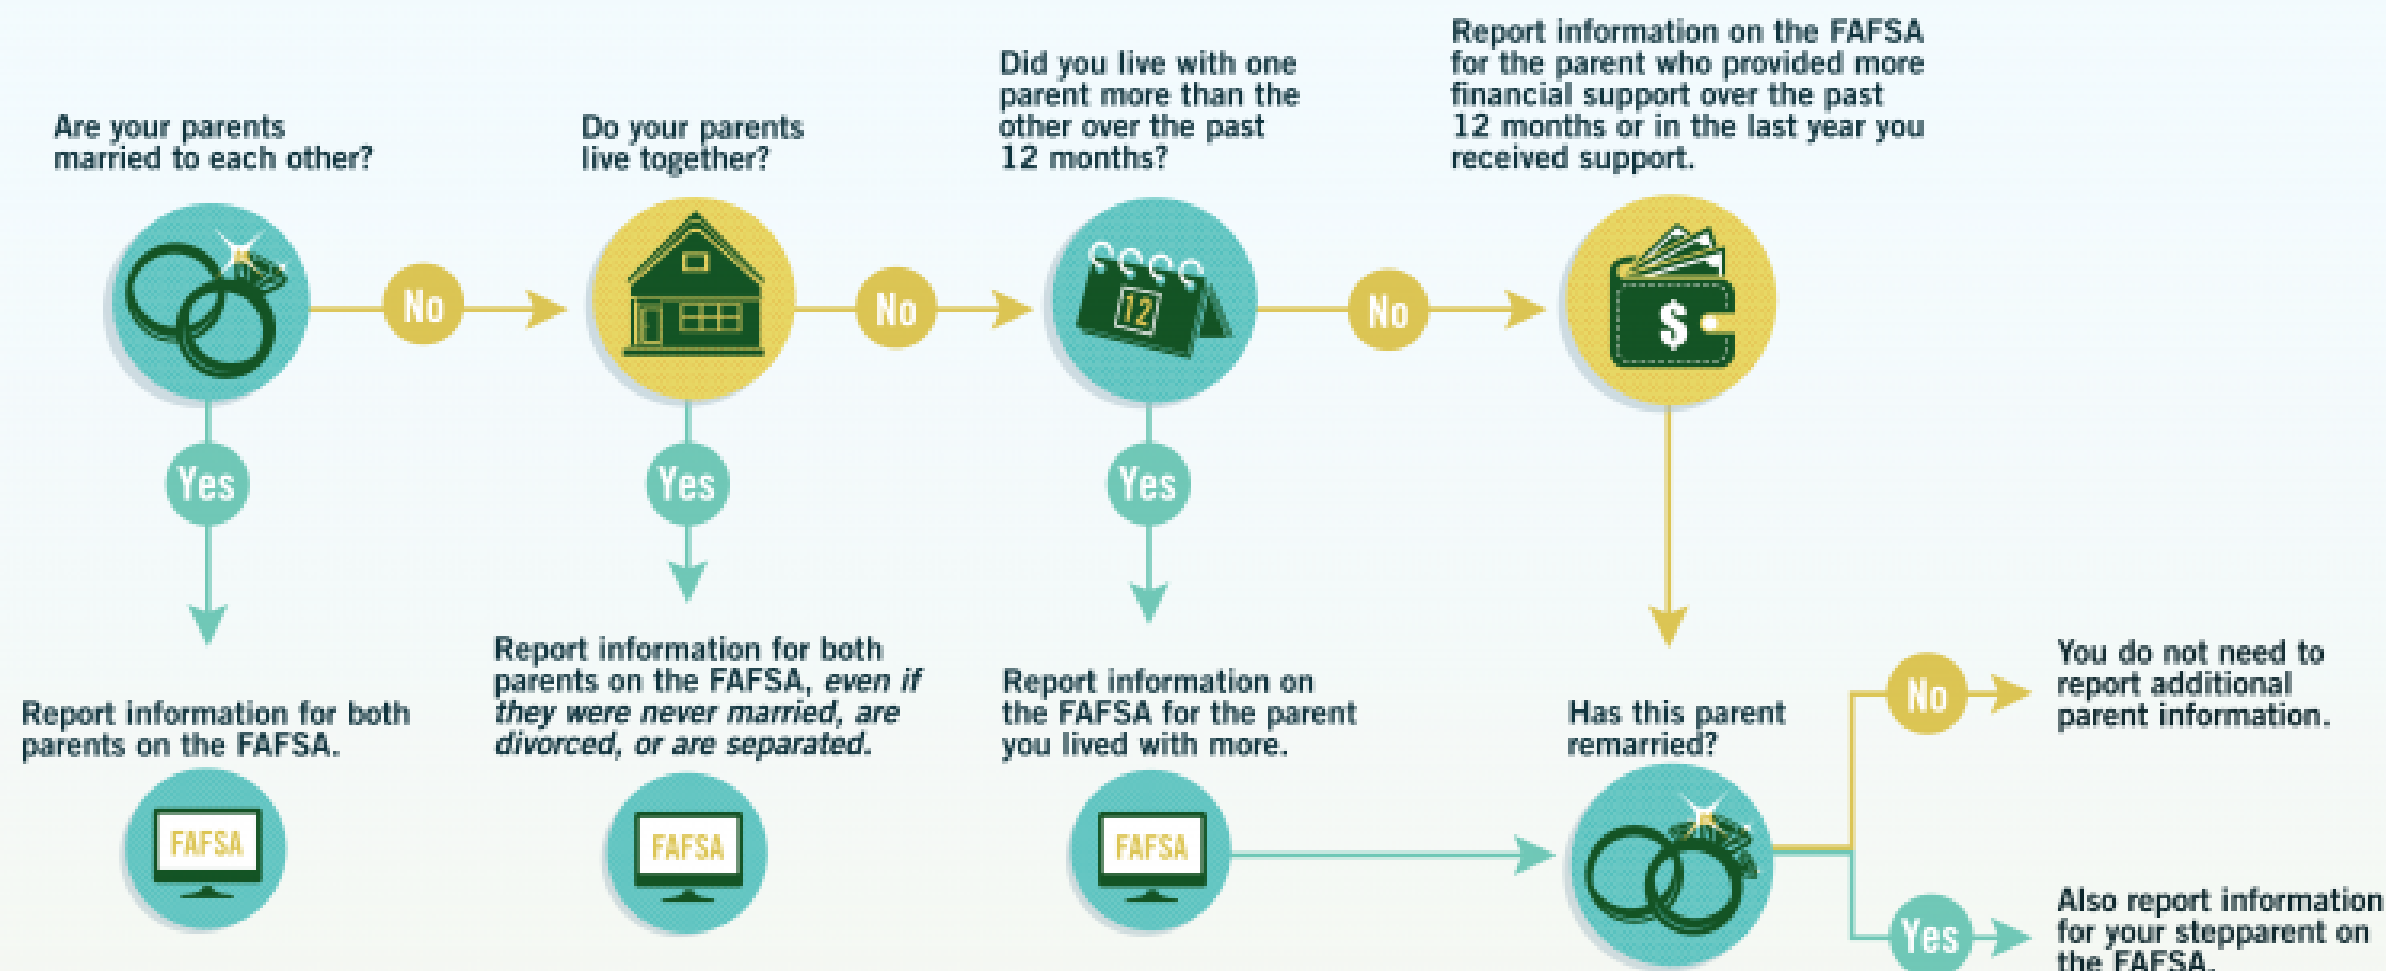 Are your parents
married to each other?
No
Do your parents
live together?
No
Did you live with one
parent more than the
other over the past
12 months?
12
No
Report information on the FAFSA
for the parent who provided more
financial support over the past
12 months or in the last year you
received support.
$
Yes
Yes
Yes
Report information for both
parents on the FAFSA.
FAFSA
Report information for both
parents on the FAFSA, even if
they were never married, are
divorced, or are separated.
FAFSA
Report information on
the FAFSA for the parent
you lived with more.
FAFSA
Has this parent
remarried?
No
You do not need to
report additional
parent information.
Yes
Also report information
for your stepparent on
the FAFSA.